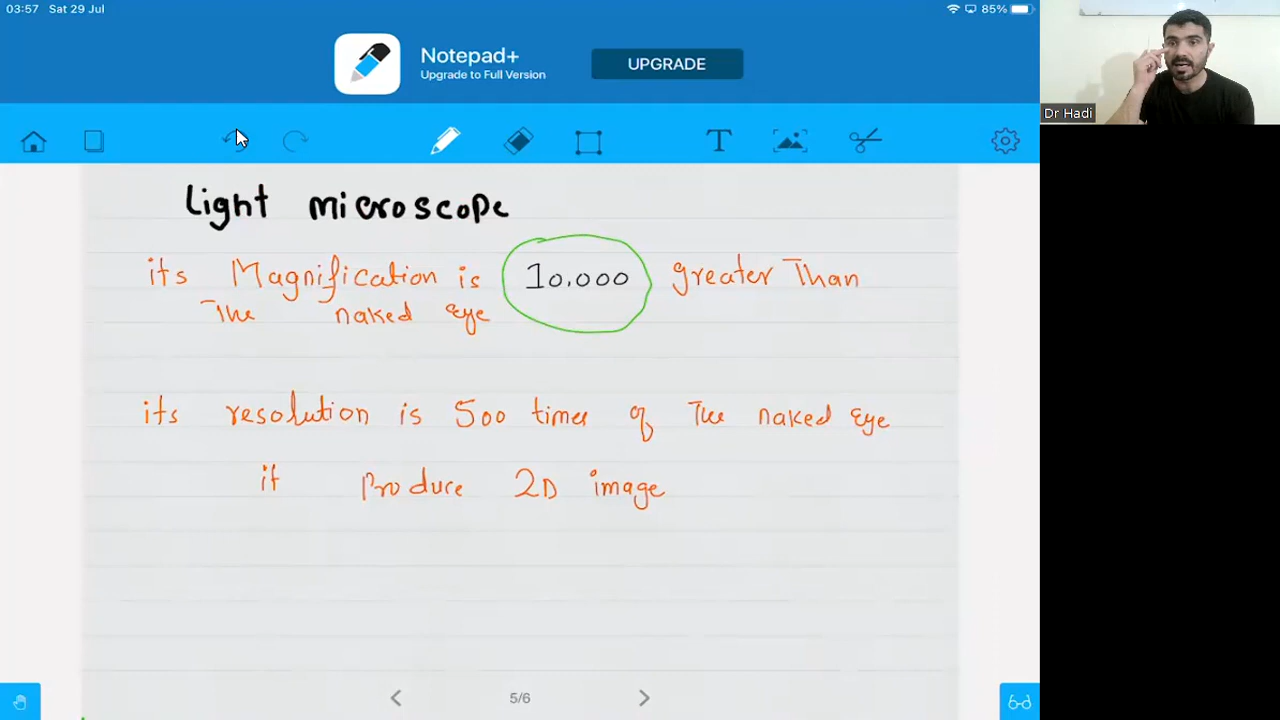 03:57 Sat 29 Jul 85%
Notepad+
Upgrade to Full Version
UPGRADE
Dr Hadi
T
Light microscope
its Magnification is 10.000 greater Than
The naked Eye
its resolution is 500 times of The naked Eye
it Produce 2D image
5/6